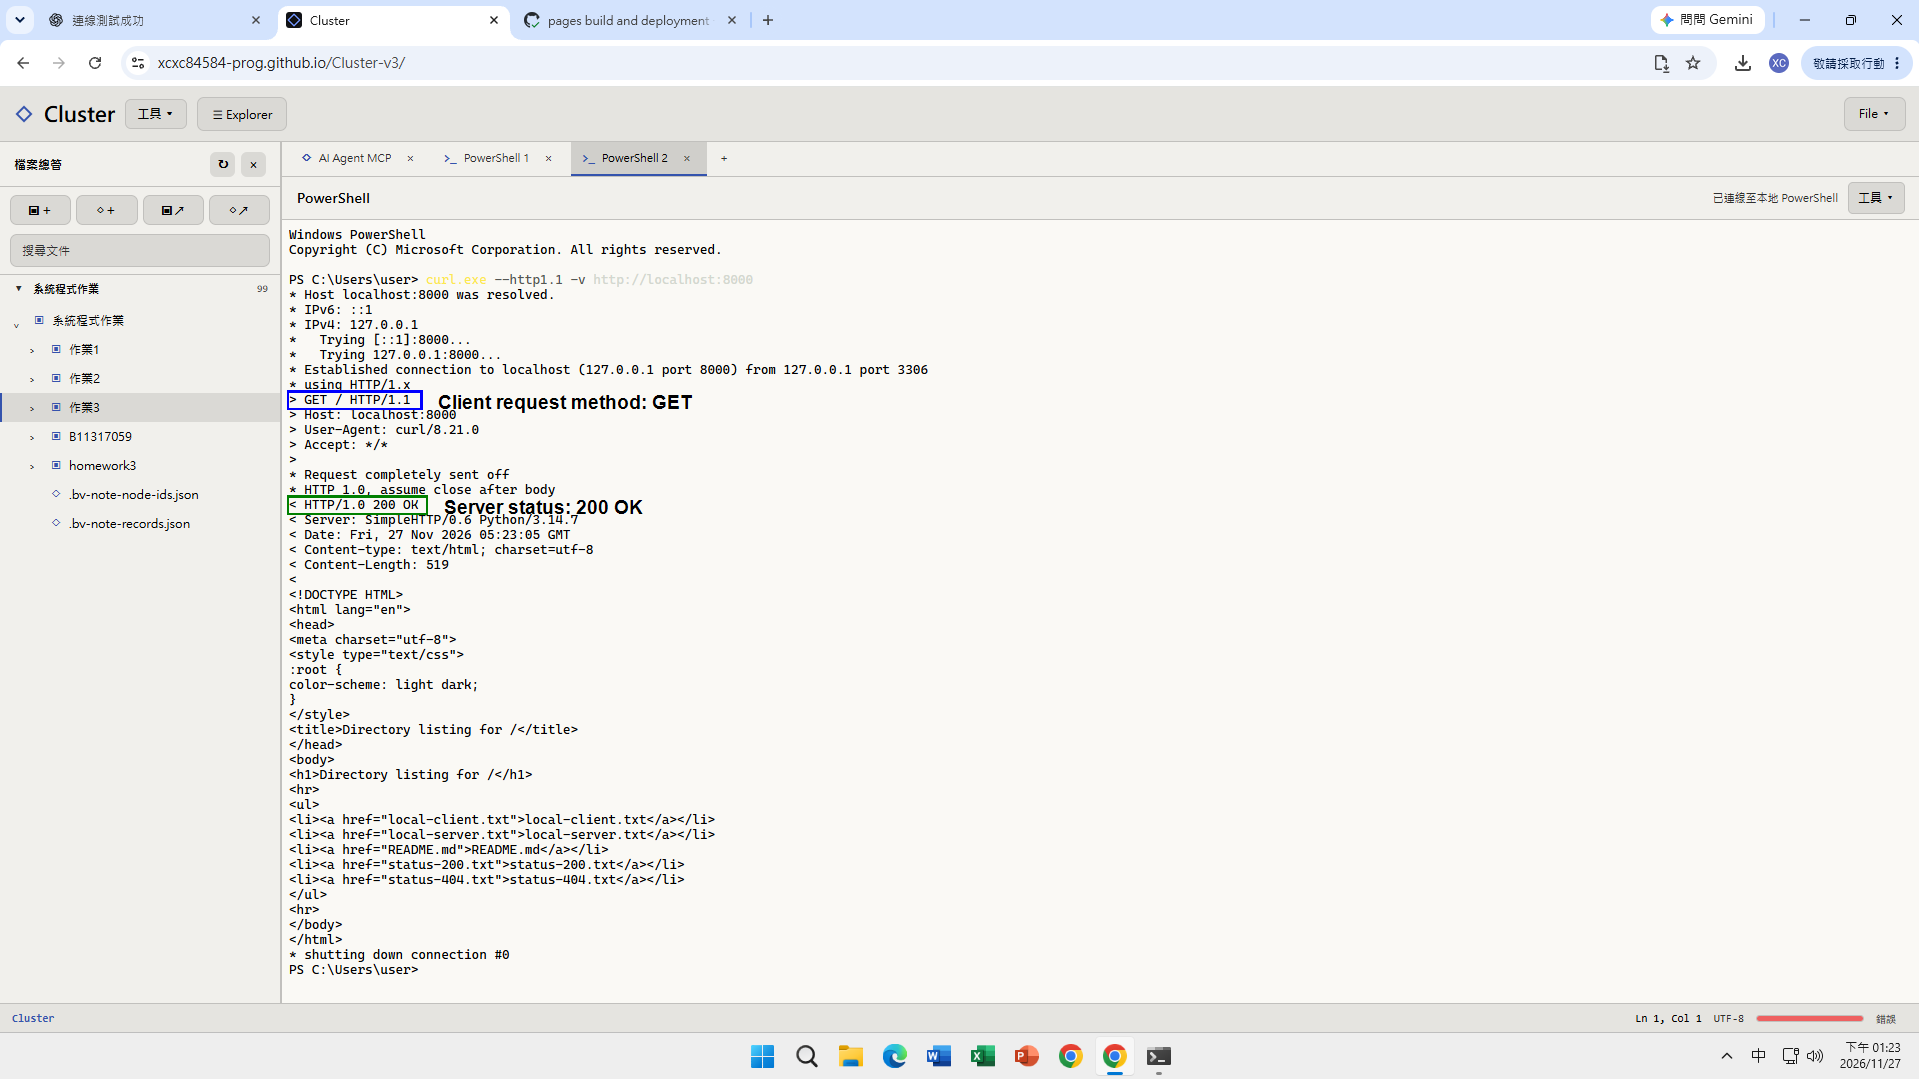 連線測試成功
Cluster
pages build and deployment
問問 Gemini
xcxc84584-prog.github.io/Cluster-v3/
XC
敬請採取行動
Cluster
工具
Explorer
File
檔案總管
AI Agent MCP
PowerShell 1
PowerShell 2
PowerShell
已連線至本地 PowerShell
工具
搜尋文件
系統程式作業
99
系統程式作業
作業1
作業2
作業3
B11317059
homework3
.bv-note-node-ids.json
.bv-note-records.json
Windows PowerShell
Copyright (C) Microsoft Corporation. All rights reserved.
PS C:\Users\user> curl.exe --http1.1 -v http://localhost:8000
* Host localhost:8000 was resolved.
* IPv6: ::1
* IPv4: 127.0.0.1
*   Trying [::1]:8000...
*   Trying 127.0.0.1:8000...
* Established connection to localhost (127.0.0.1 port 8000) from 127.0.0.1 port 3306
* using HTTP/1.x
> GET / HTTP/1.1
Client request method: GET
> Host: localhost:8000
> User-Agent: curl/8.21.0
> Accept: */*
>
* Request completely sent off
* HTTP 1.0, assume close after body
< HTTP/1.0 200 OK
Server status: 200 OK
< Server: SimpleHTTP/0.6 Python/3.14.7
< Date: Fri, 27 Nov 2026 05:23:05 GMT
< Content-type: text/html; charset=utf-8
< Content-Length: 519
<
<!DOCTYPE HTML>
<html lang="en">
<head>
<meta charset="utf-8">
<style type="text/css">
:root {
color-scheme: light dark;
}
</style>
<title>Directory listing for /</title>
</head>
<body>
<h1>Directory listing for /</h1>
<hr>
<ul>
<li><a href="local-client.txt">local-client.txt</a></li>
<li><a href="local-server.txt">local-server.txt</a></li>
<li><a href="README.md">README.md</a></li>
<li><a href="status-200.txt">status-200.txt</a></li>
<li><a href="status-404.txt">status-404.txt</a></li>
</ul>
<hr>
</body>
</html>
* shutting down connection #0
PS C:\Users\user>
Cluster
Ln 1, Col 1
UTF-8
錯誤
中
下午 01:23
2026/11/27